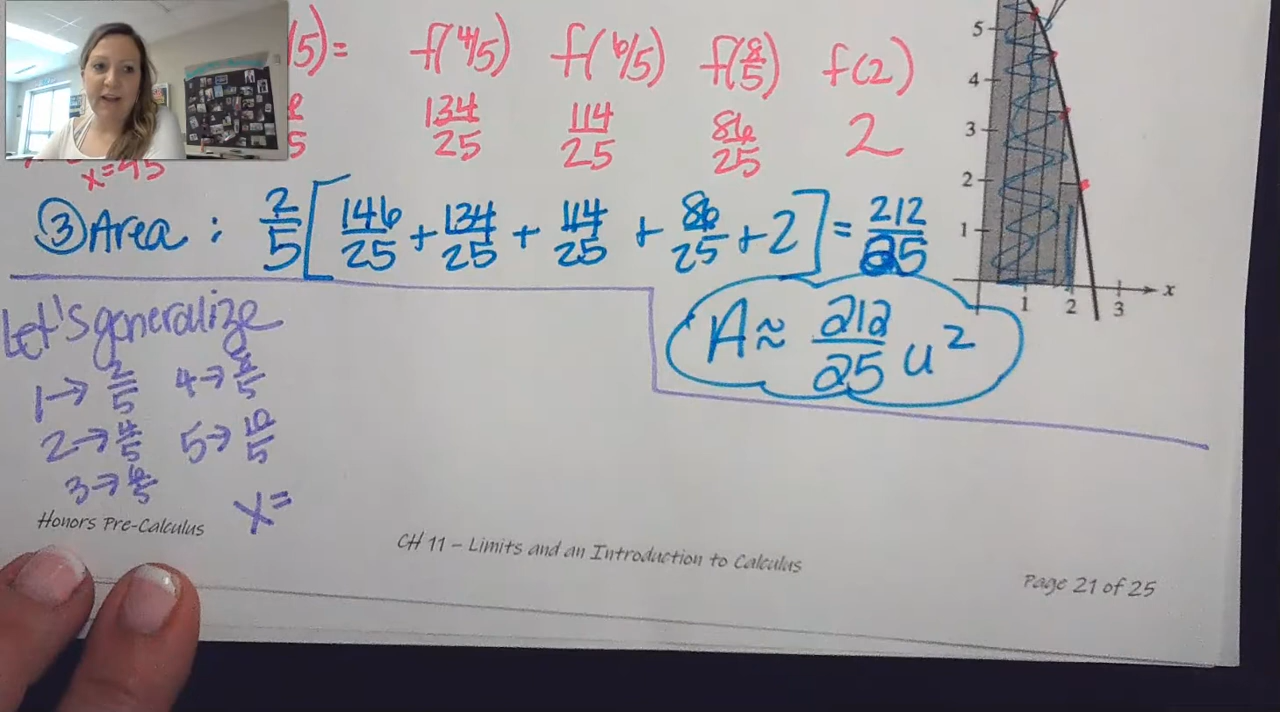 /5) = f(4/5) f(6/5) f(8/5) f(2)
134/25 114/25 86/25 2
x=4/5
③ Area : 2/5 [146/25 + 134/25 + 114/25 + 86/25 + 2] = 212/25
A ≈ 212/25 u²
Let's generalize
1 → 2/5 4 → 8/5
2 → 4/5 5 → 10/5
3 → 6/5
x =
Honors Pre-Calculus
CH 11 – Limits and an Introduction to Calculus
Page 21 of 25
5
4
3
2
1
1 2 3 x